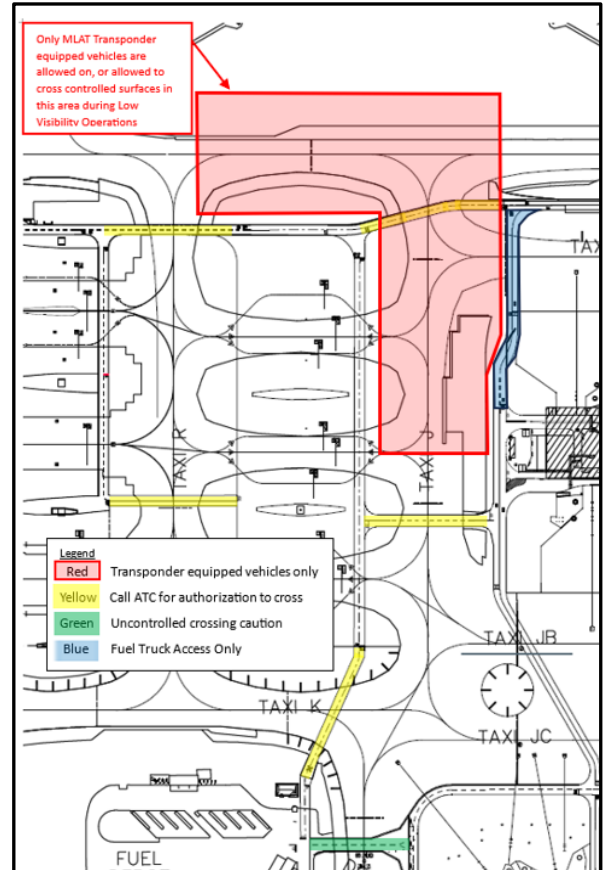 Only MLAT Transponder
equipped vehicles are
allowed on, or allowed to
cross controlled surfaces in
this area during Low
Visibility Operations
TAXI R
TAXI J
Legend
Red Transponder equipped vehicles only
Yellow Call ATC for authorization to cross
Green Uncontrolled crossing caution
Blue Fuel Truck Access Only
TAXI JB
TAXI K
TAXI JC
FUEL